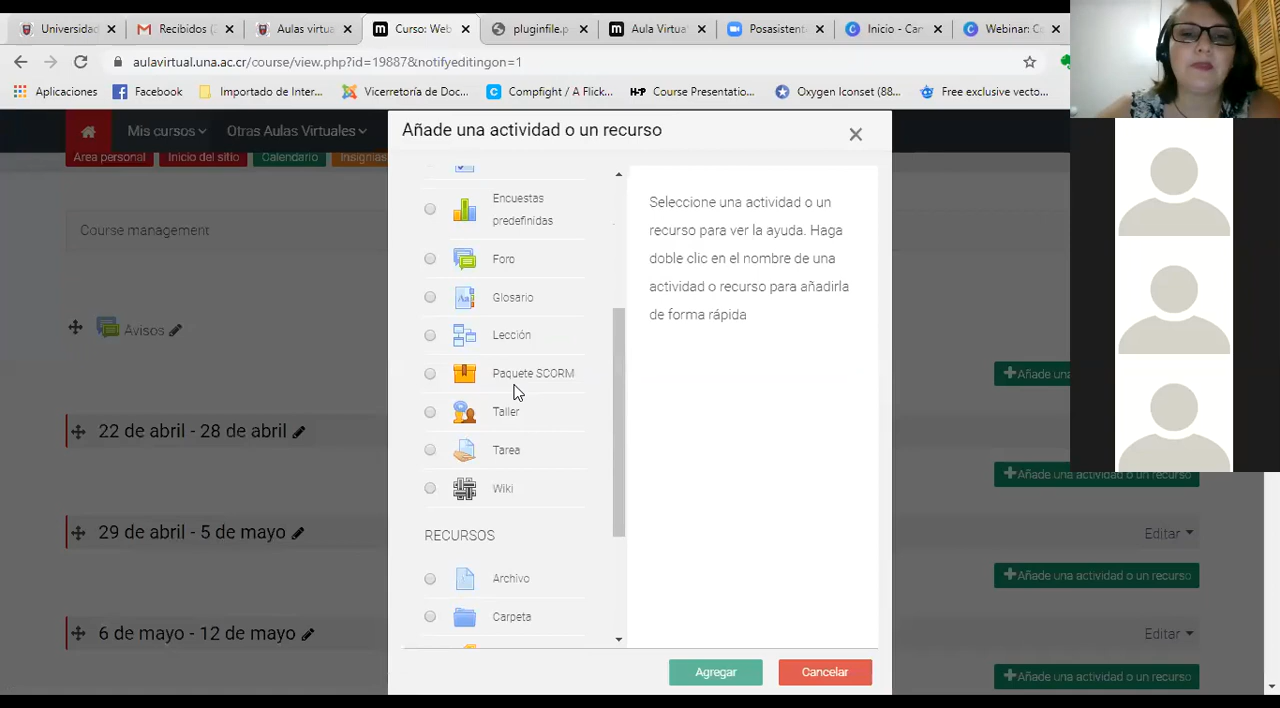 Universidad
Recibidos (3
Aulas virtual
Curso: Web
pluginfile.p
Aula Virtua
Posasistent
Inicio - Can
aulavirtual.una.ac.cr/course/view.php?id=19887&notifyeditingon=1
Aplicaciones
Facebook
Importado de Inter...
Vicerretoría de Doc...
Compfight / A Flick...
H-P
Course Presentatio...
Oxygen Iconset (88...
Free exclusive vecto...
Mis cursos
Otras Aulas Virtuales
Área personal
Inicio del sitio
Calendario
Insignias
Course management
Avisos
Añade una actividad o un recurso
Encuestas
predefinidas
Foro
Glosario
Lección
Paquete SCORM
Taller
Tarea
Wiki
RECURSOS
Archivo
Carpeta
Seleccione una actividad o un
recurso para ver la ayuda. Haga
doble clic en el nombre de una
actividad o recurso para añadirla
de forma rápida
Agregar
Cancelar
Añade una
22 de abril - 28 de abril
Añade una actividad o un recurso
29 de abril - 5 de mayo
Editar
Añade una actividad o un recurso
6 de mayo - 12 de mayo
Editar
Añade una actividad o un recurso